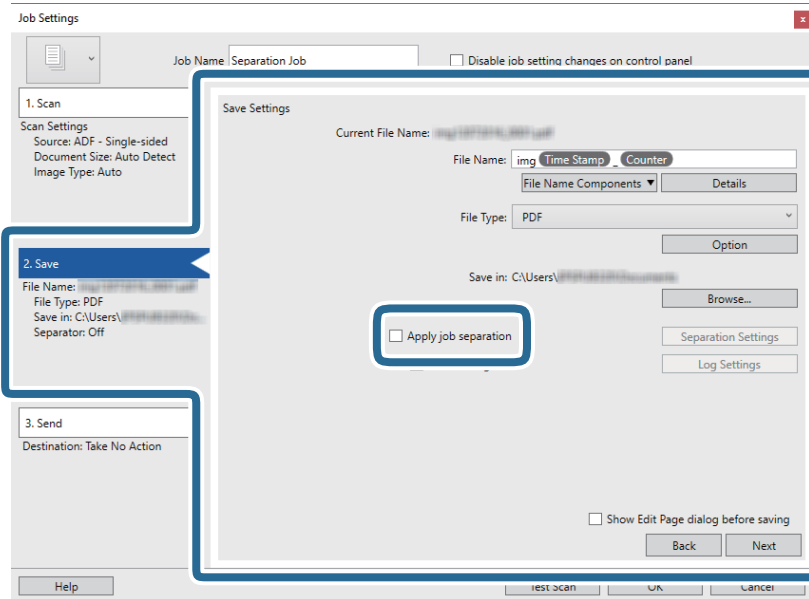 Job Settings
x
Job Name Separation Job
Disable job setting changes on control panel
1. Scan
Scan Settings
Source: ADF - Single-sided
Document Size: Auto Detect
Image Type: Auto
Save Settings
Current File Name:
File Name: img Time Stamp _ Counter
File Name Components ▼ Details
File Type: PDF
Option
2. Save
File Name:
File Type: PDF
Save in: C:\Users\
Separator: Off
Save in: C:\Users\
Browse...
Apply job separation
Separation Settings
Log Settings
3. Send
Destination: Take No Action
Show Edit Page dialog before saving
Back Next
Help Test Scan OK Cancel